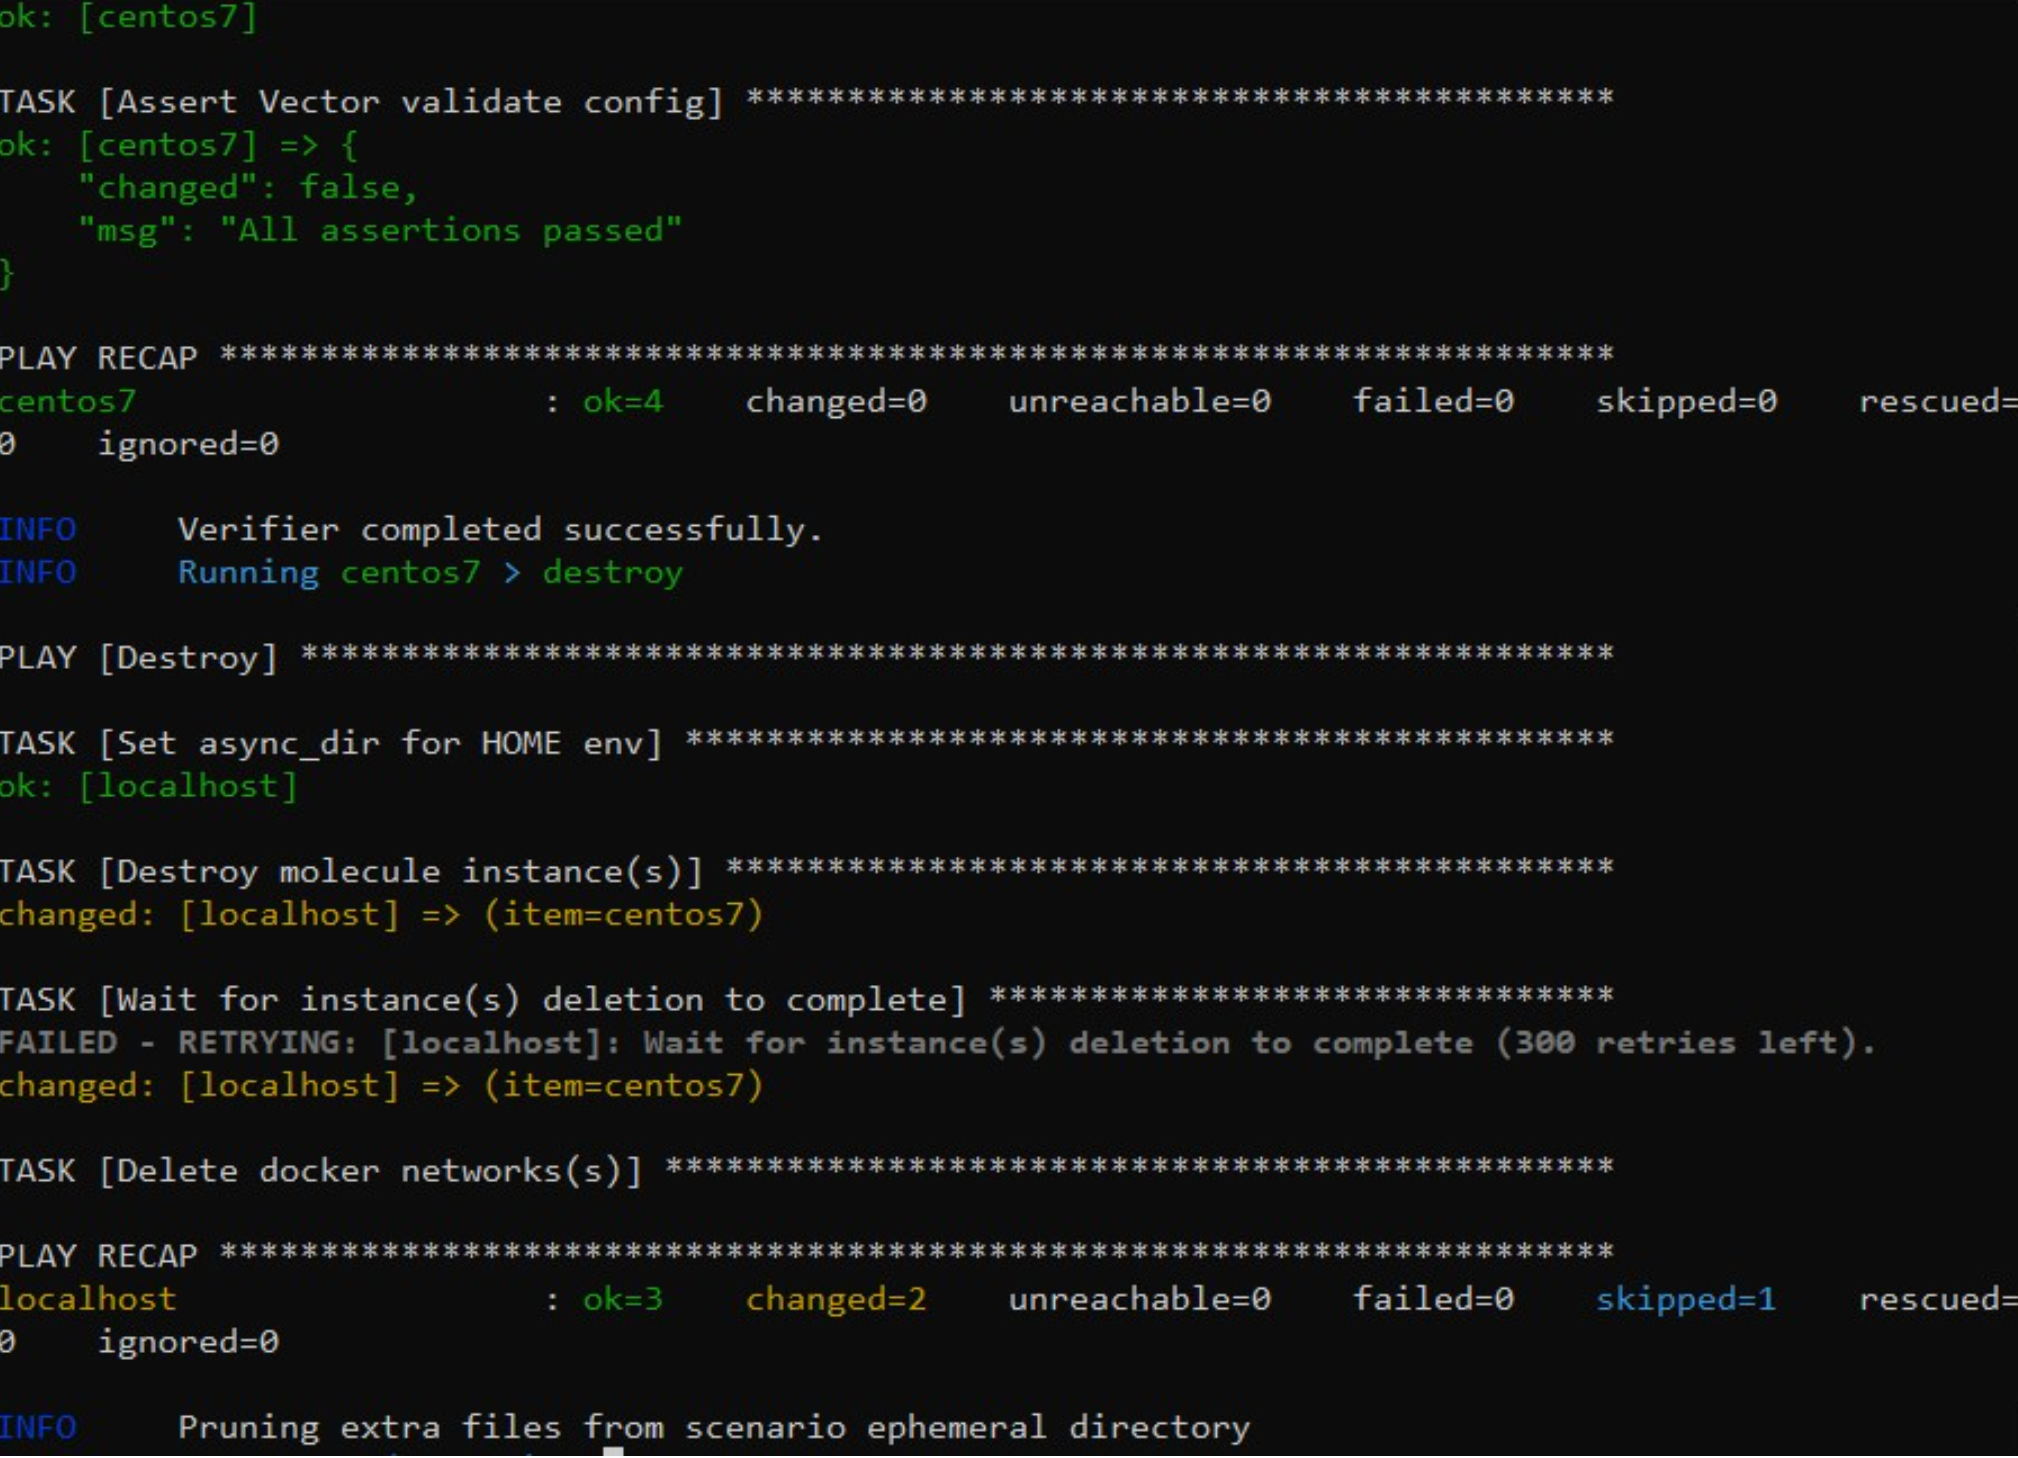 ok: [centos7]
TASK [Assert Vector validate config] *******************************************
ok: [centos7] => {
    "changed": false,
    "msg": "All assertions passed"
}
PLAY RECAP *********************************************************************
centos7                    : ok=4    changed=0    unreachable=0    failed=0    skipped=0    rescued=
0    ignored=0
INFO     Verifier completed successfully.
INFO     Running centos7 > destroy
PLAY [Destroy] *****************************************************************
TASK [Set async_dir for HOME env] **********************************************
ok: [localhost]
TASK [Destroy molecule instance(s)] ********************************************
changed: [localhost] => (item=centos7)
TASK [Wait for instance(s) deletion to complete] *******************************
FAILED - RETRYING: [localhost]: Wait for instance(s) deletion to complete (300 retries left).
changed: [localhost] => (item=centos7)
TASK [Delete docker networks(s)] ***********************************************
PLAY RECAP *********************************************************************
localhost                  : ok=3    changed=2    unreachable=0    failed=0    skipped=1    rescued=
0    ignored=0
INFO     Pruning extra files from scenario ephemeral directory